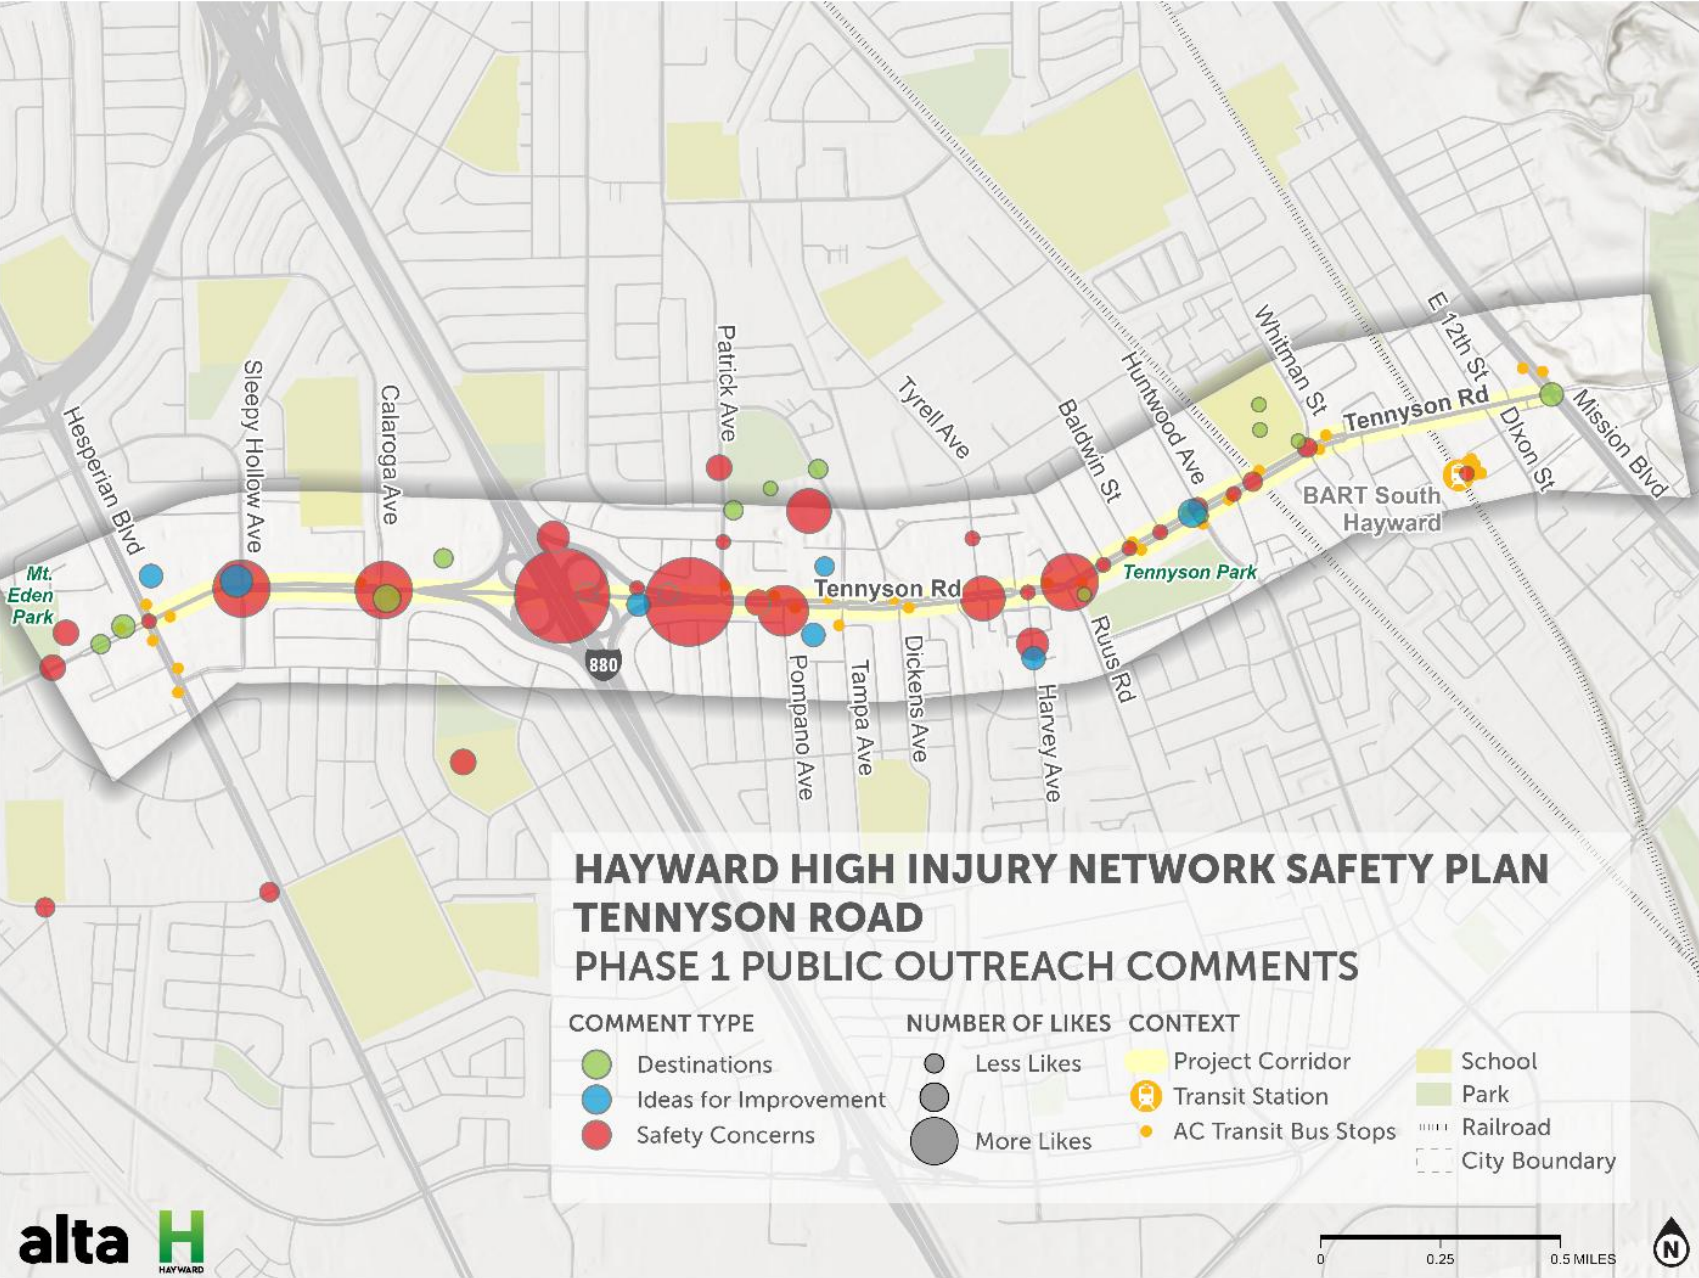 E 12th St
Whitman St
Patrick Ave
Huntwood Ave
Sleepy Hollow Ave
Tyrell Ave
Tennyson Rd
Calaroga Ave
Baldwin St
DIxon St
Mission Blvd
Hesperian Blvd
BART South
Hayward
Mt.
Eden
Park
Tennyson Park
Tennyson Rd
880
Ruus Rd
Dickens Ave
Pompano Ave
Tampa Ave
Harvey Ave
HAYWARD HIGH INJURY NETWORK SAFETY PLAN
TENNYSON ROAD
PHASE 1 PUBLIC OUTREACH COMMENTS
COMMENT TYPE
Destinations
Ideas for Improvement
Safety Concerns
NUMBER OF LIKES
Less Likes
More Likes
CONTEXT
Project Corridor
Transit Station
AC Transit Bus Stops
School
Park
Railroad
City Boundary
alta
H
HAYWARD
0 0.25 0.5 MILES
N